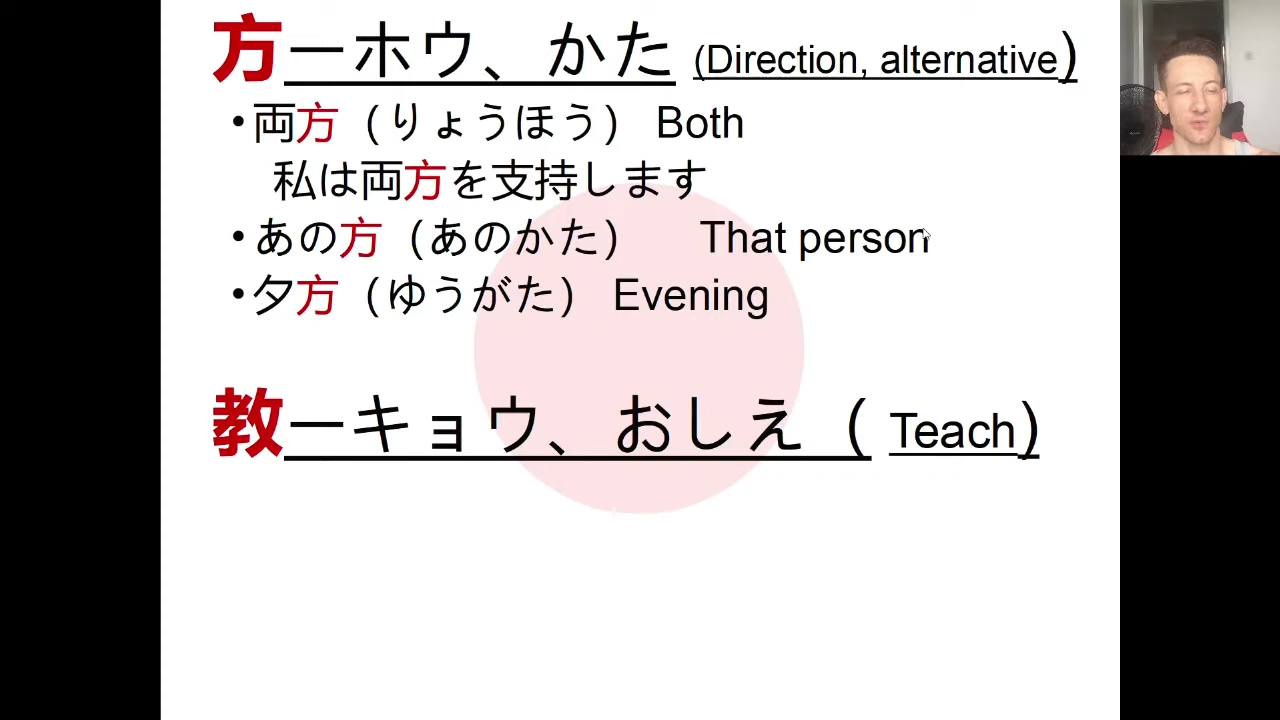 方ーホウ、かた (Direction, alternative)
•両方（りょうほう） Both
私は両方を支持します
•あの方（あのかた） That person
•夕方（ゆうがた） Evening
教ーキョウ、おしえ（ Teach)